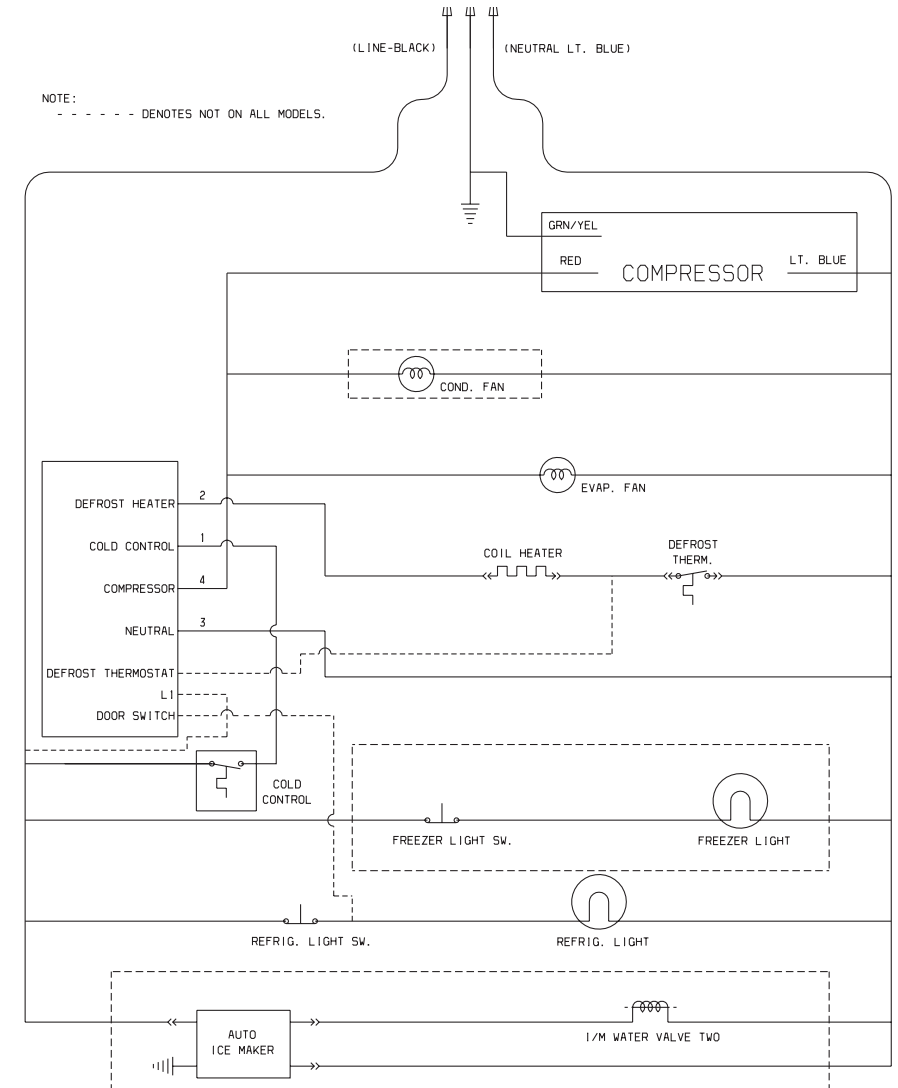 (LINE-BLACK)
(NEUTRAL LT. BLUE)
NOTE:
- - - - - - DENOTES NOT ON ALL MODELS.
GRN/YEL
RED
COMPRESSOR
LT. BLUE
COND. FAN
EVAP. FAN
DEFROST HEATER
2
COLD CONTROL
1
COIL HEATER
DEFROST
THERM.
COMPRESSOR
4
NEUTRAL
3
DEFROST THERMOSTAT
L1
DOOR SWITCH
COLD
CONTROL
FREEZER LIGHT SW.
FREEZER LIGHT
REFRIG. LIGHT SW.
REFRIG. LIGHT
AUTO
ICE MAKER
I/M WATER VALVE TWO